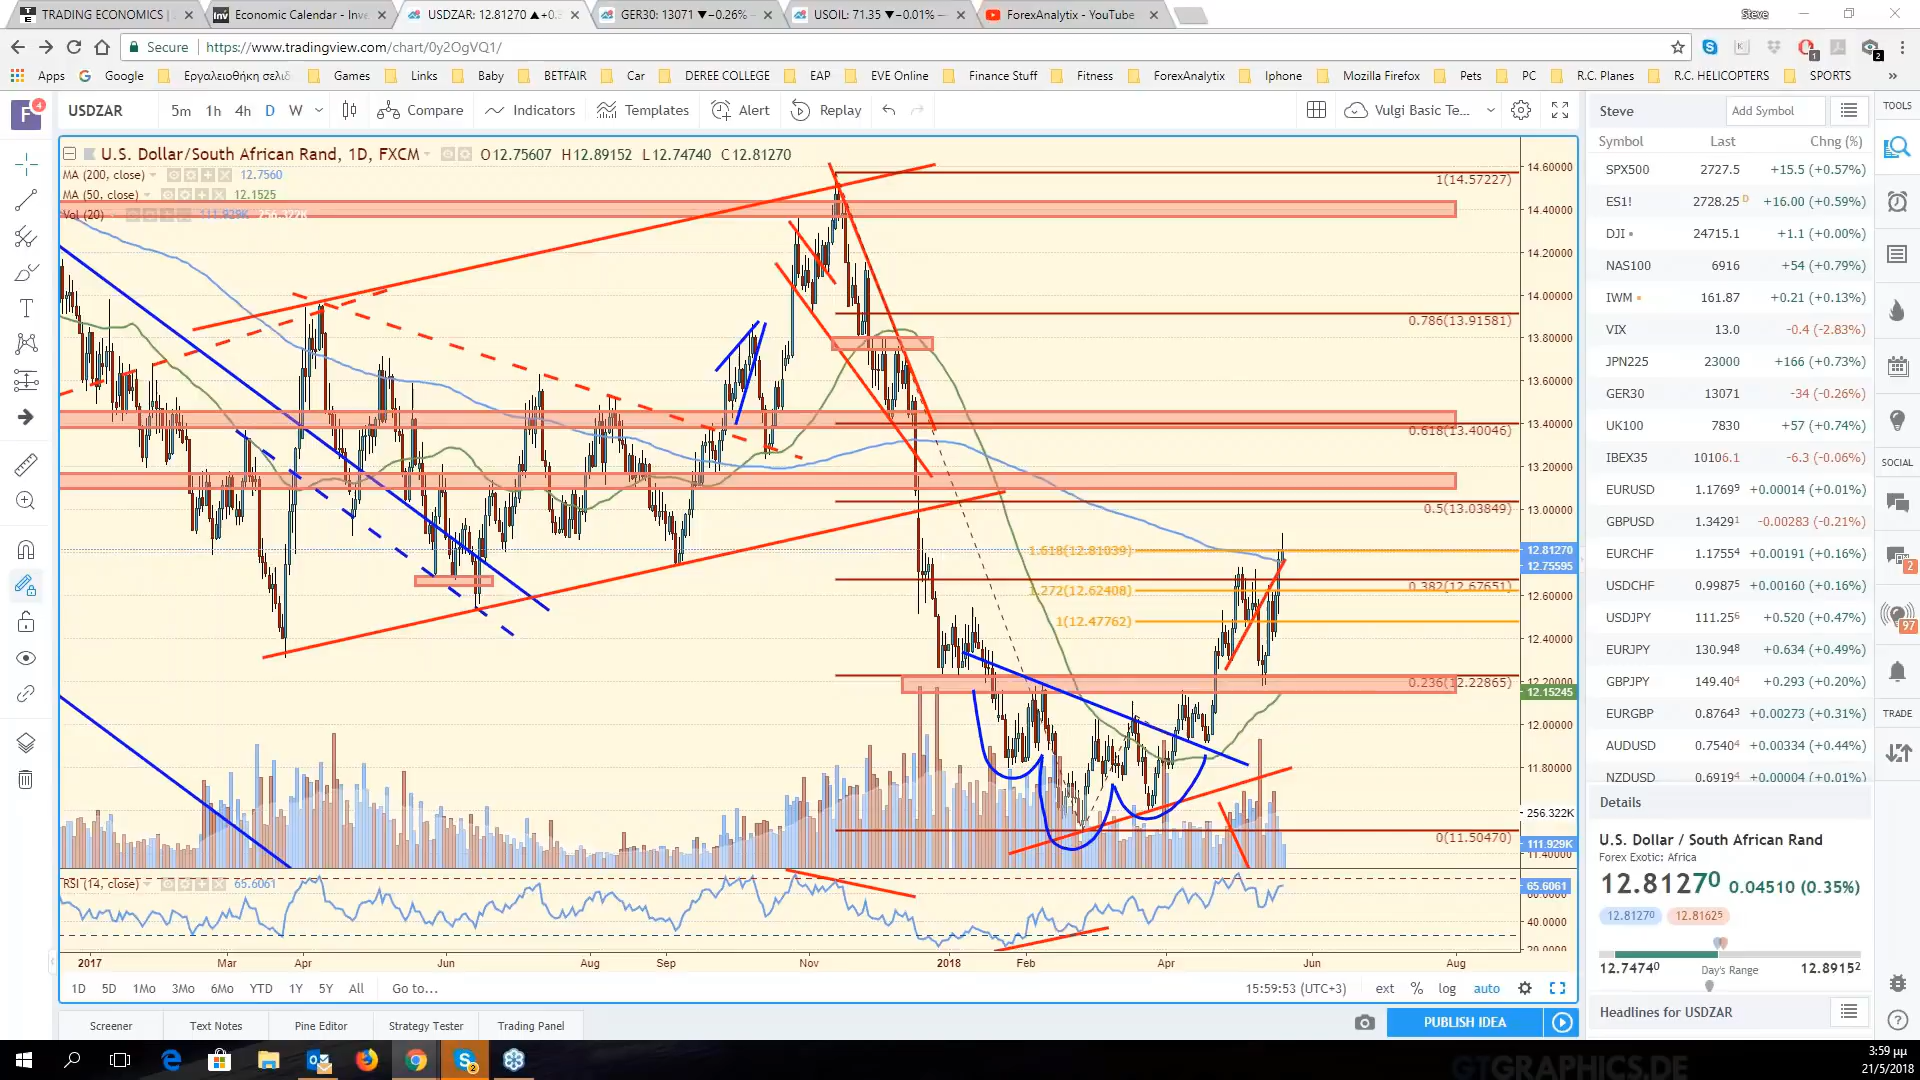 TRADING ECONOMICS | 2
Economic Calendar - Inve
USDZAR: 12.81270 ▲+0.3
GER30: 13071 ▼−0.26% —
USOIL: 71.35 ▼−0.01% —
ForexAnalytix - YouTube
Steve
Secure | https://www.tradingview.com/chart/0y2OgVQ1/
Apps Google Εργαλειοθήκη σελιδ Games Links Baby BETFAIR Car DEREE COLLEGE EAP EVE Online Finance Stuff Fitness ForexAnalytix Iphone Mozilla Firefox Pets PC R.C. Planes R.C. HELICOPTERS SPORTS »
F 4 USDZAR 5m 1h 4h D W Compare Indicators Templates Alert Replay Vulgi Basic Te...
U.S. Dollar/South African Rand, 1D, FXCM O12.75607 H12.89152 L12.74740 C12.81270
MA (200, close) 12.7560
MA (50, close) 12.1525
Vol (20) 111.929K 256.322K
1(14.57227)
0.786(13.91581)
0.618(13.40046)
0.5(13.03849)
1.618(12.81039)
0.382(12.67651)
1.272(12.62408)
1(12.47762)
0.236(12.22865)
0(11.50470)
14.60000
14.40000
14.20000
14.00000
13.80000
13.60000
13.40000
13.20000
13.00000
12.81270
12.75595
12.60000
12.40000
12.20000
12.15245
12.00000
11.80000
256.322K
111.929K
11.40000
RSI (14, close) 65.6061
65.6061
60.0000
40.0000
20.0000
2017 Mar Apr Jun Aug Sep Nov 2018 Feb Apr Jun Aug
1D 5D 1Mo 3Mo 6Mo YTD 1Y 5Y All Go to... 15:59:53 (UTC+3) ext % log auto
Screener Text Notes Pine Editor Strategy Tester Trading Panel PUBLISH IDEA
Steve Add Symbol
Symbol Last Chng (%)
SPX500 2727.5 +15.5 (+0.57%)
ES1! 2728.25 D +16.00 (+0.59%)
DJI 24715.1 +1.1 (+0.00%)
NAS100 6916 +54 (+0.79%)
IWM 161.87 +0.21 (+0.13%)
VIX 13.0 -0.4 (-2.83%)
JPN225 23000 +166 (+0.73%)
GER30 13071 -34 (-0.26%)
UK100 7830 +57 (+0.74%)
IBEX35 10106.1 -6.3 (-0.06%)
EURUSD 1.17699 +0.00014 (+0.01%)
GBPUSD 1.34291 -0.00283 (-0.21%)
EURCHF 1.17554 +0.00191 (+0.16%)
USDCHF 0.99875 +0.00160 (+0.16%)
USDJPY 111.256 +0.520 (+0.47%)
EURJPY 130.948 +0.634 (+0.49%)
GBPJPY 149.404 +0.293 (+0.20%)
EURGBP 0.87643 +0.00273 (+0.31%)
AUDUSD 0.75404 +0.00334 (+0.44%)
NZDUSD 0.69194 +0.00004 (+0.01%)
Details
U.S. Dollar / South African Rand
Forex Exotic: Africa
12.81270 0.04510 (0.35%)
12.81270 12.81625
12.74740 Day's Range 12.89152
Headlines for USDZAR
TOOLS
SOCIAL
2
97
TRADE
GTGRAPHICS.DE
3:59 μμ
21/5/2018